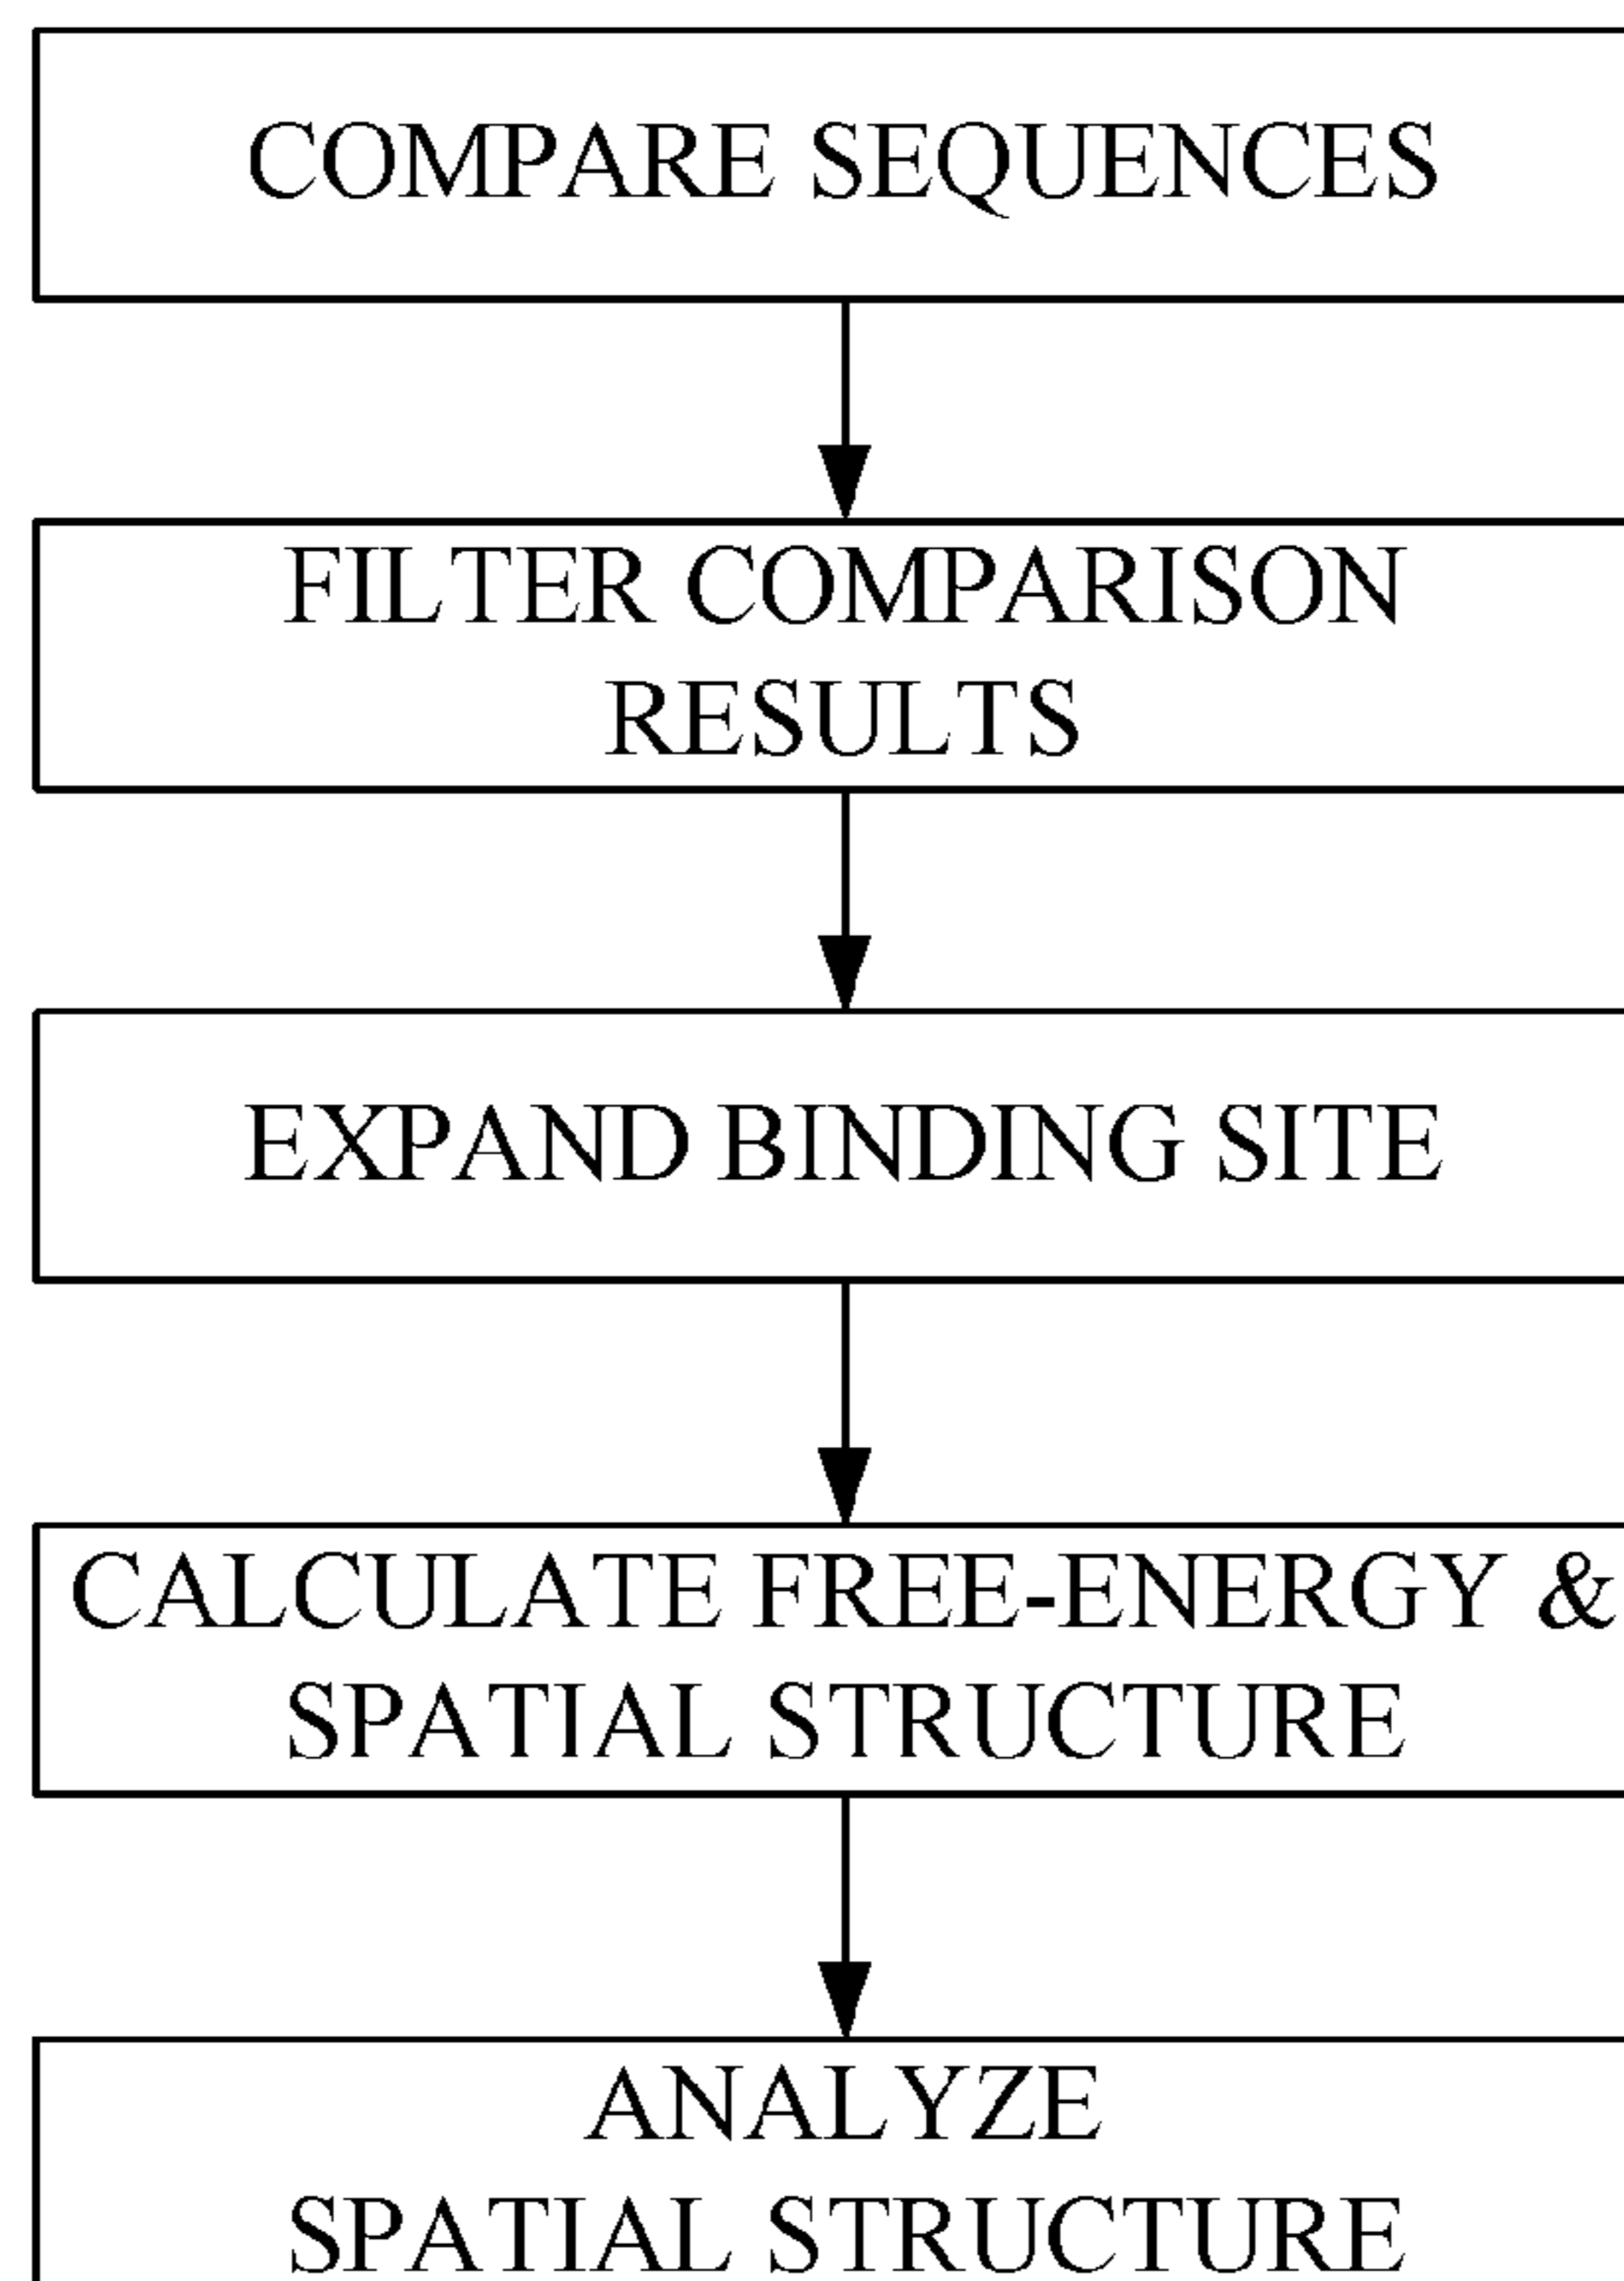 COMPARE SEQUENCES
FILTER COMPARISON
RESULTS
EXPAND BINDING SITE
CALCULATE FREE-ENERGY &
SPATIAL STRUCTURE
ANALYZE
SPATIAL STRUCTURE